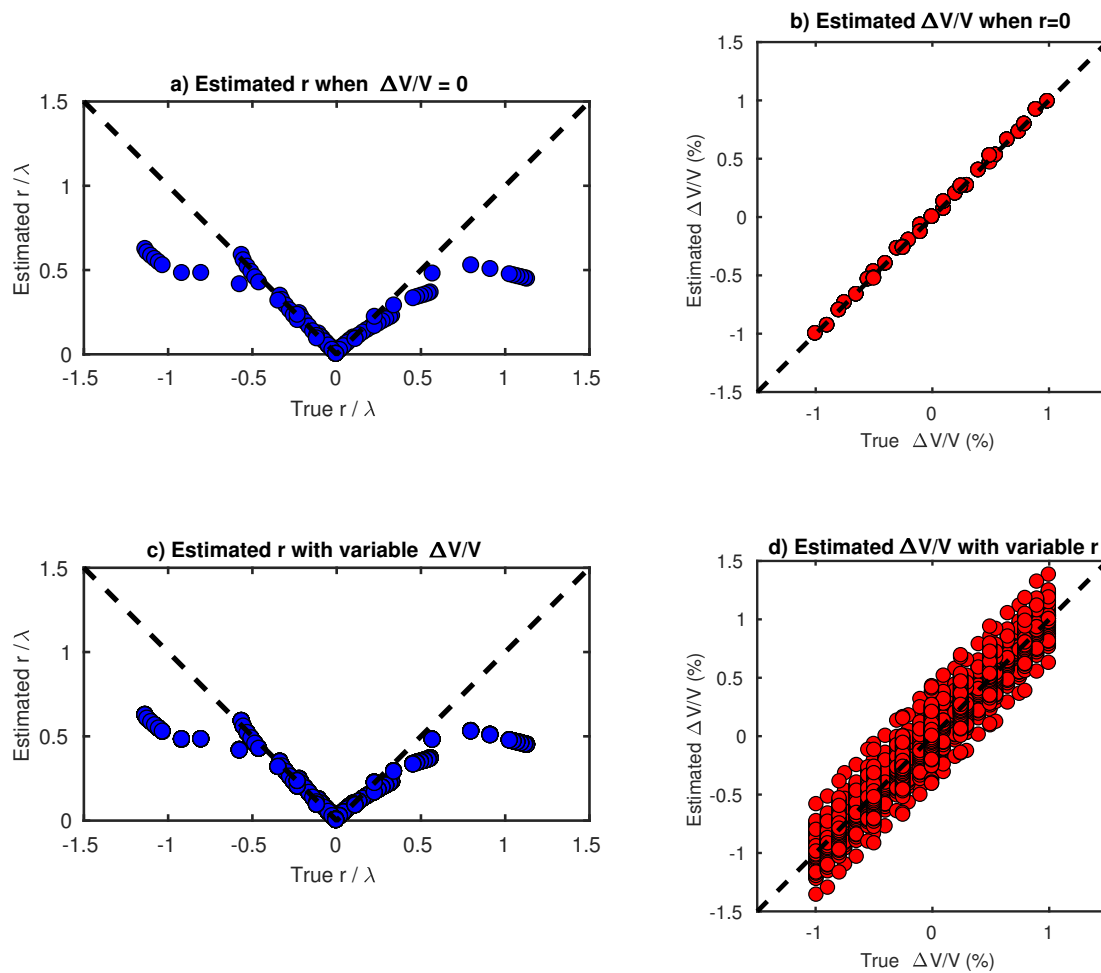 a) Estimated r when ΔV/V = 0
1.5
1
0.5
0
Estimated r / λ
-1.5 -1 -0.5 0 0.5 1 1.5
True r / λ
b) Estimated ΔV/V when r=0
1.5
1
0.5
0
-0.5
-1
-1.5
Estimated ΔV/V (%)
-1 0 1
True ΔV/V (%)
c) Estimated r with variable ΔV/V
1.5
1
0.5
0
Estimated r / λ
-1.5 -1 -0.5 0 0.5 1 1.5
True r / λ
d) Estimated ΔV/V with variable r
1.5
1
0.5
0
-0.5
-1
-1.5
Estimated ΔV/V (%)
-1 0 1
True ΔV/V (%)